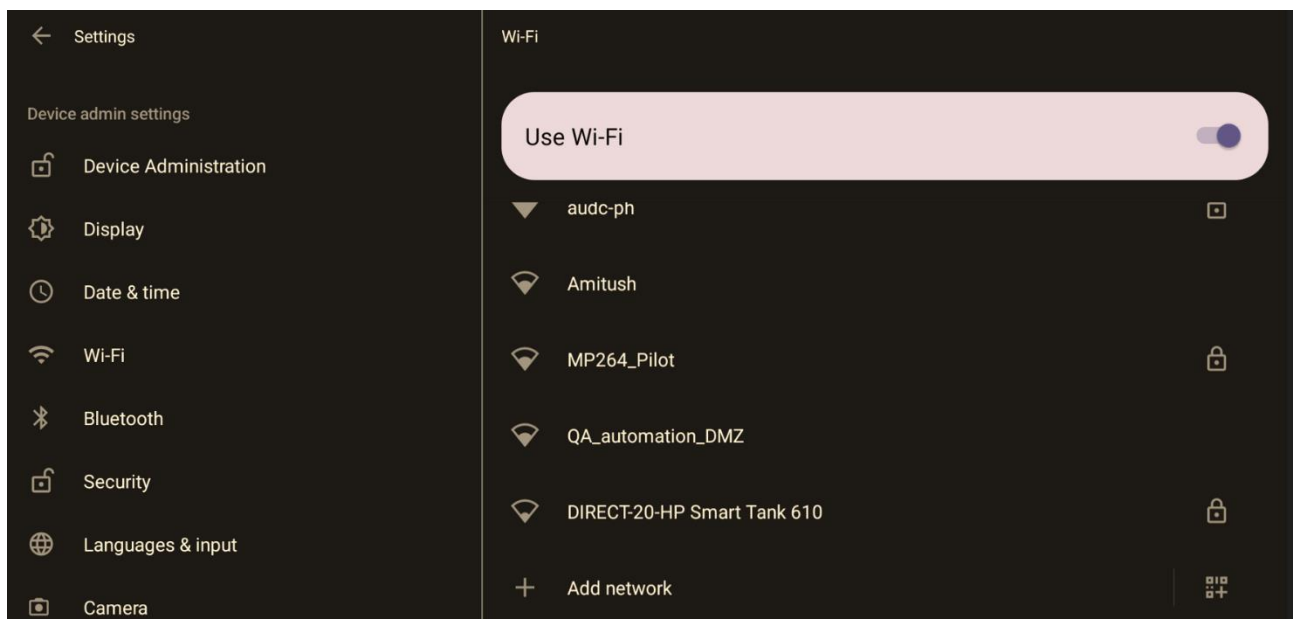 Settings
Device admin settings
Device Administration
Display
Date & time
Wi-Fi
Bluetooth
Security
Languages & input
Camera
Wi-Fi
Use Wi-Fi
audc-ph
Amitush
MP264_Pilot
QA_automation_DMZ
DIRECT-20-HP Smart Tank 610
Add network